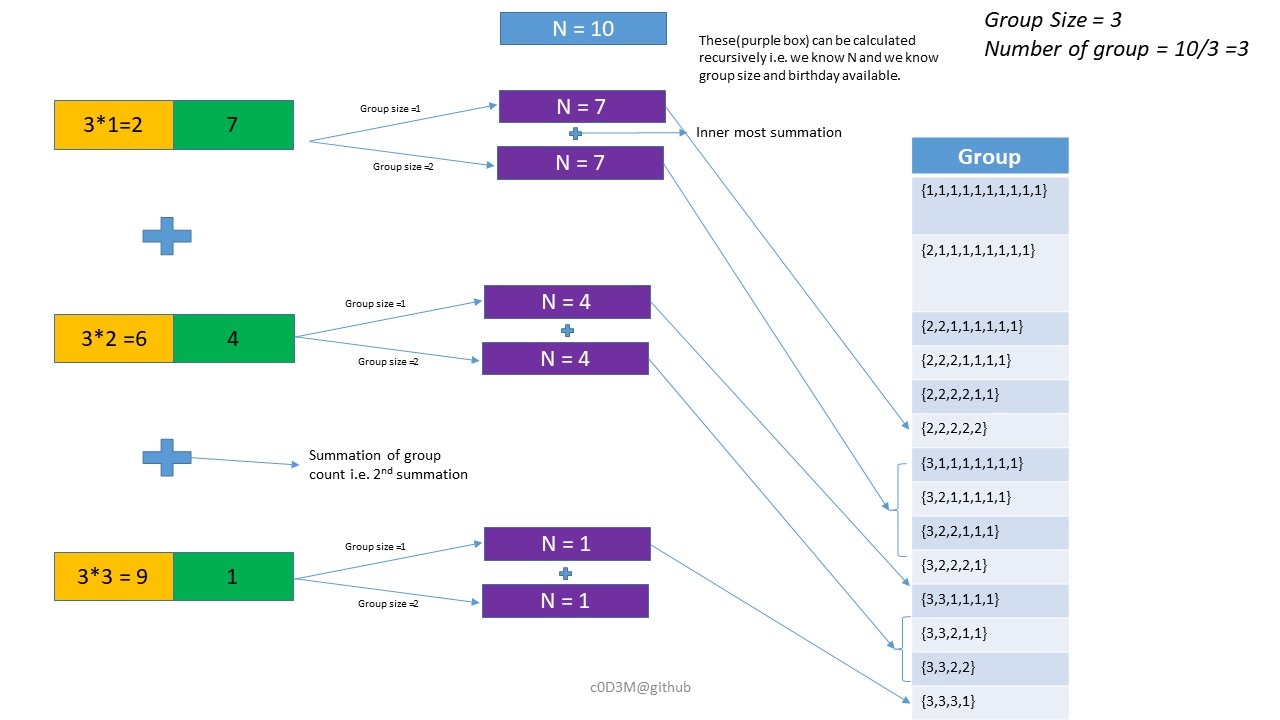 N = 10
Group Size = 3
Number of group = 10/3 =3
These(purple box) can be calculated
recursively i.e. we know N and we know
group size and birthday available.
3*1=2
7
Group size =1
Group size =2
N = 7
N = 7
Inner most summation
3*2 =6
4
Group size =1
Group size =2
N = 4
N = 4
Summation of group
count i.e. 2nd summation
3*3 = 9
1
Group size =1
Group size =2
N = 1
N = 1
Group
{1,1,1,1,1,1,1,1,1,1}
{2,1,1,1,1,1,1,1,1}
{2,2,1,1,1,1,1,1}
{2,2,2,1,1,1,1}
{2,2,2,2,1,1}
{2,2,2,2,2}
{3,1,1,1,1,1,1,1}
{3,2,1,1,1,1,1}
{3,2,2,1,1,1}
{3,2,2,2,1}
{3,3,1,1,1,1}
{3,3,2,1,1}
{3,3,2,2}
{3,3,3,1}
c0D3M@github